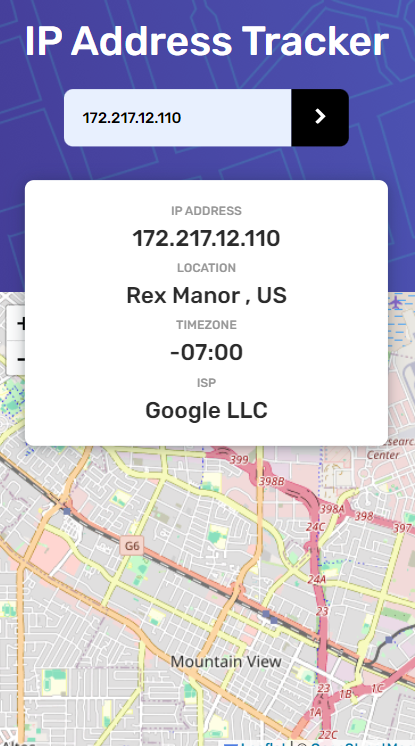 IP Address Tracker
172.217.12.110
IP ADDRESS
172.217.12.110
LOCATION
Rex Manor , US
TIMEZONE
-07:00
ISP
Google LLC
+
−
Center
399
398B
398A
398
397
24C
G6
24A
23
Mountain View
23
1B
1C
1A
22C